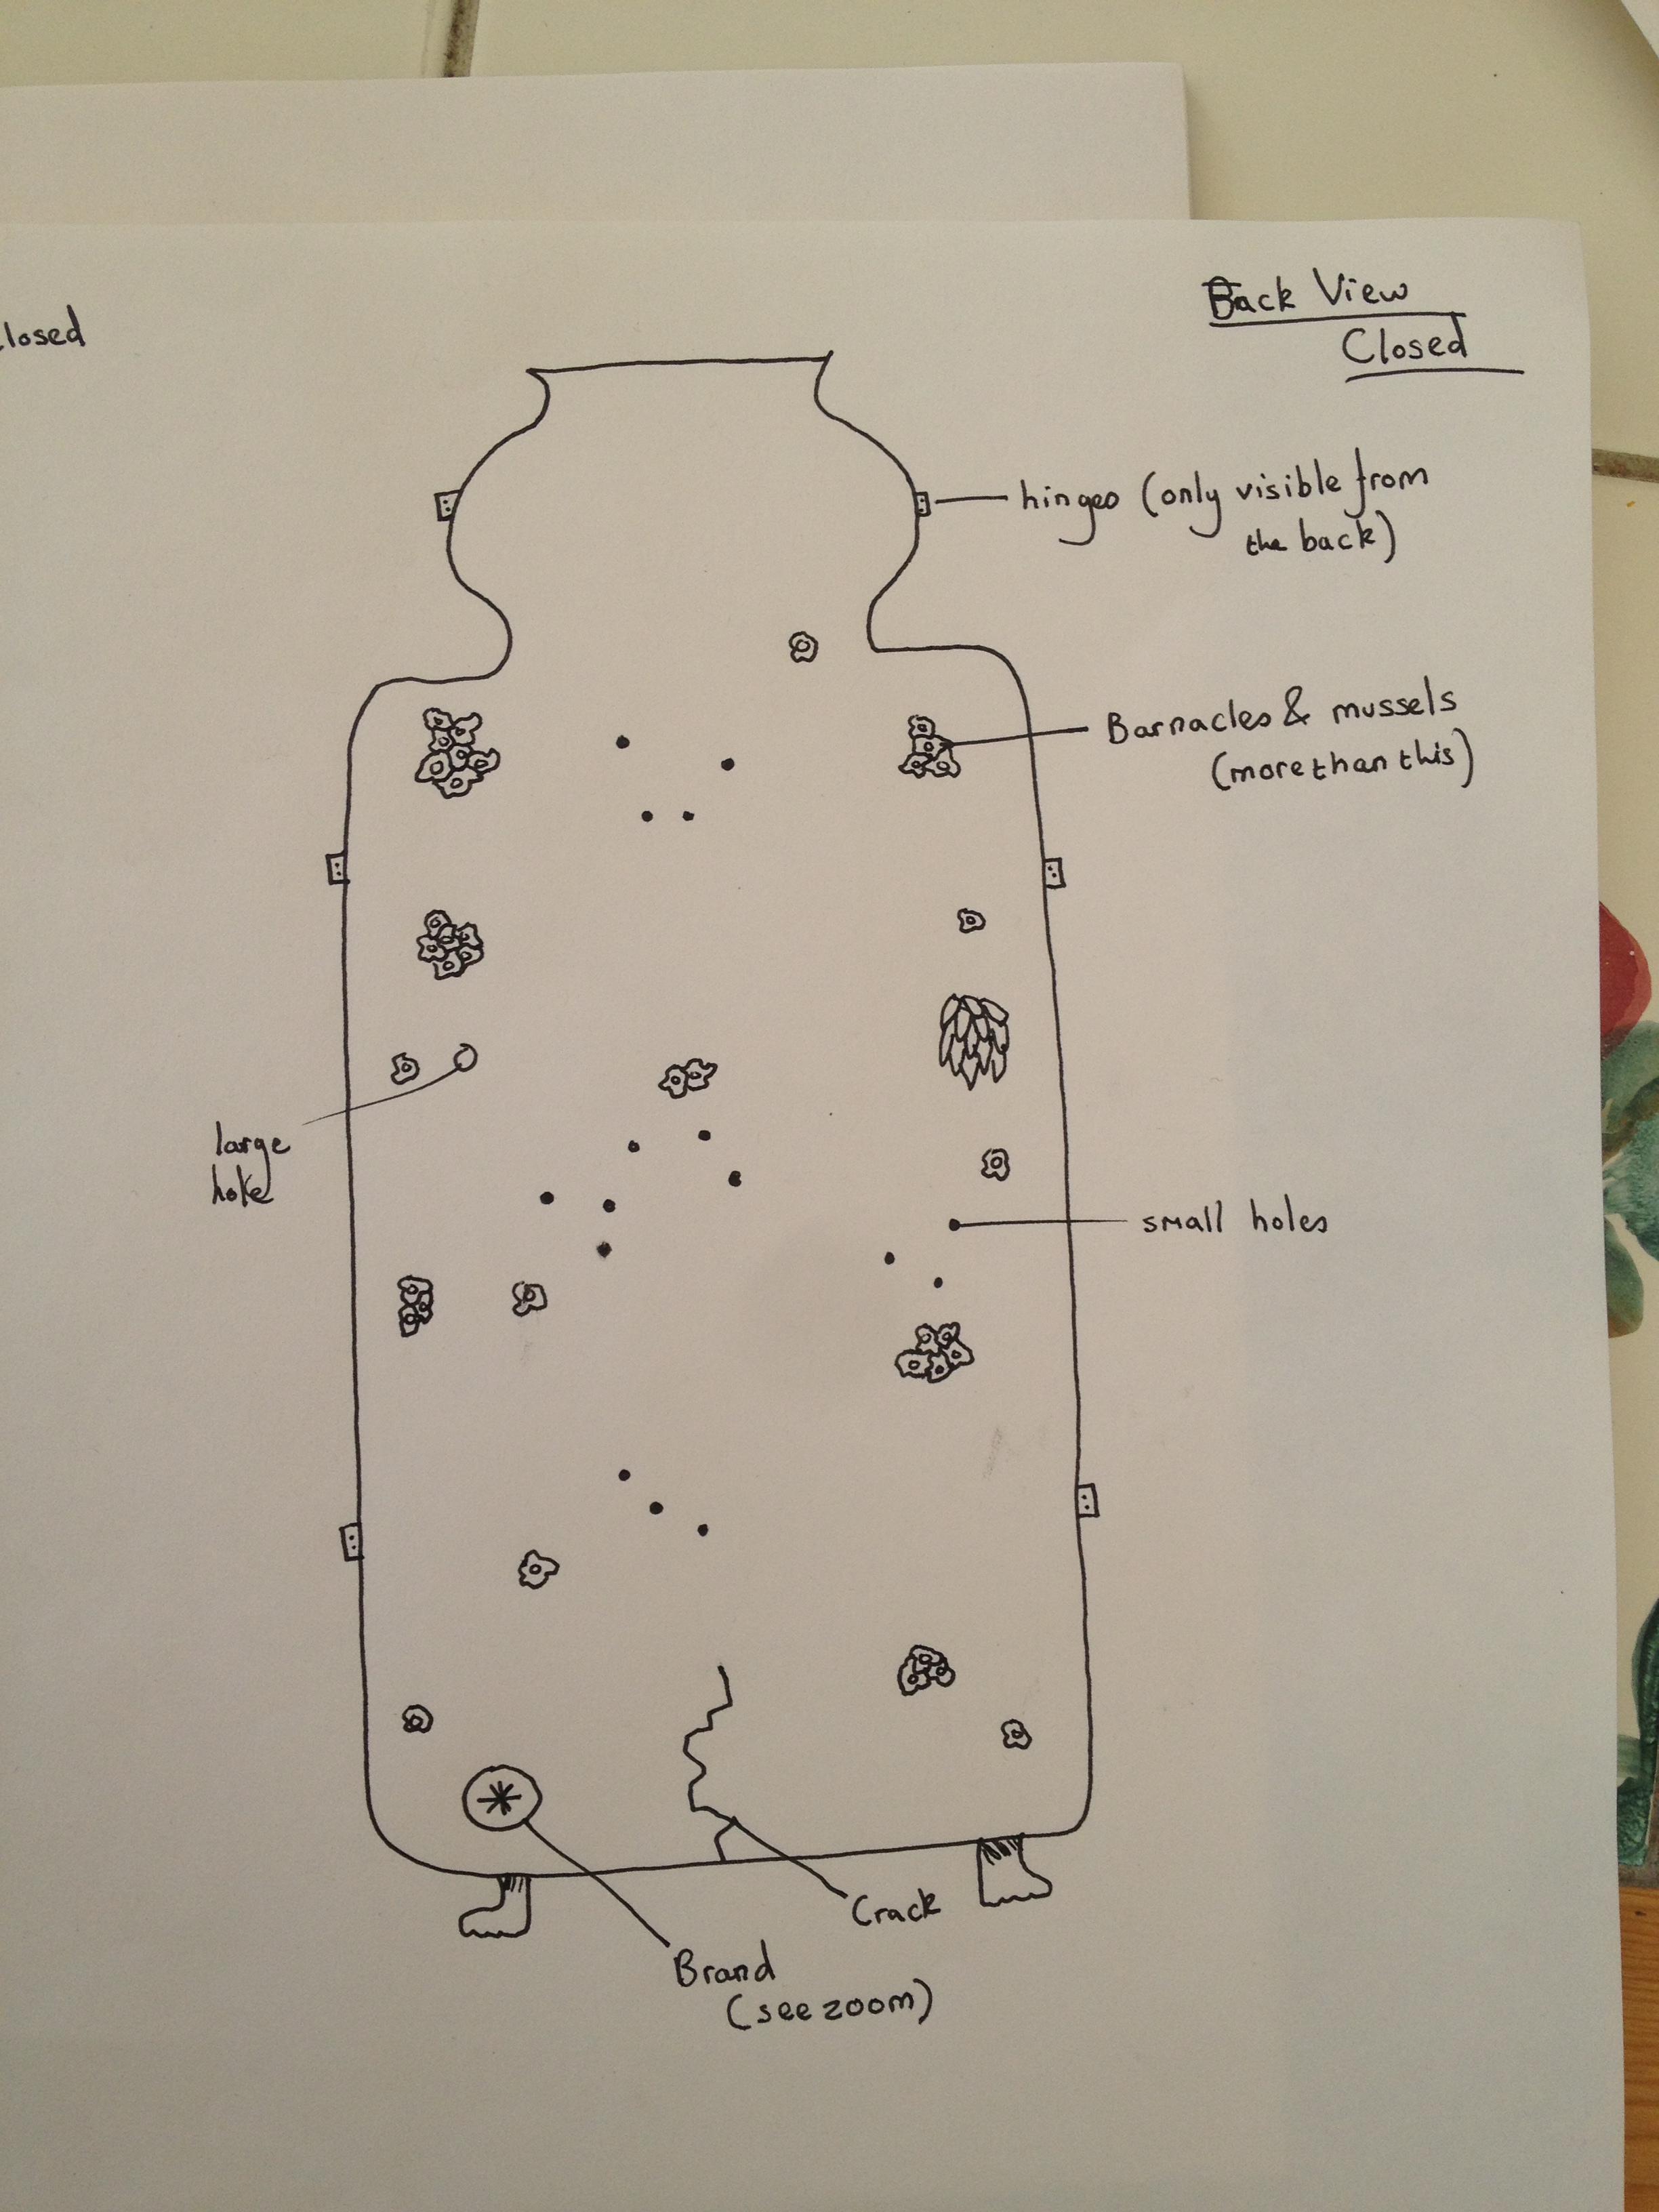 closed
Back View
Closed
hinges (only visible from
the back)
Barnacles & mussels
(more than this)
large
hole
small holes
Crack
Brand
(see zoom)